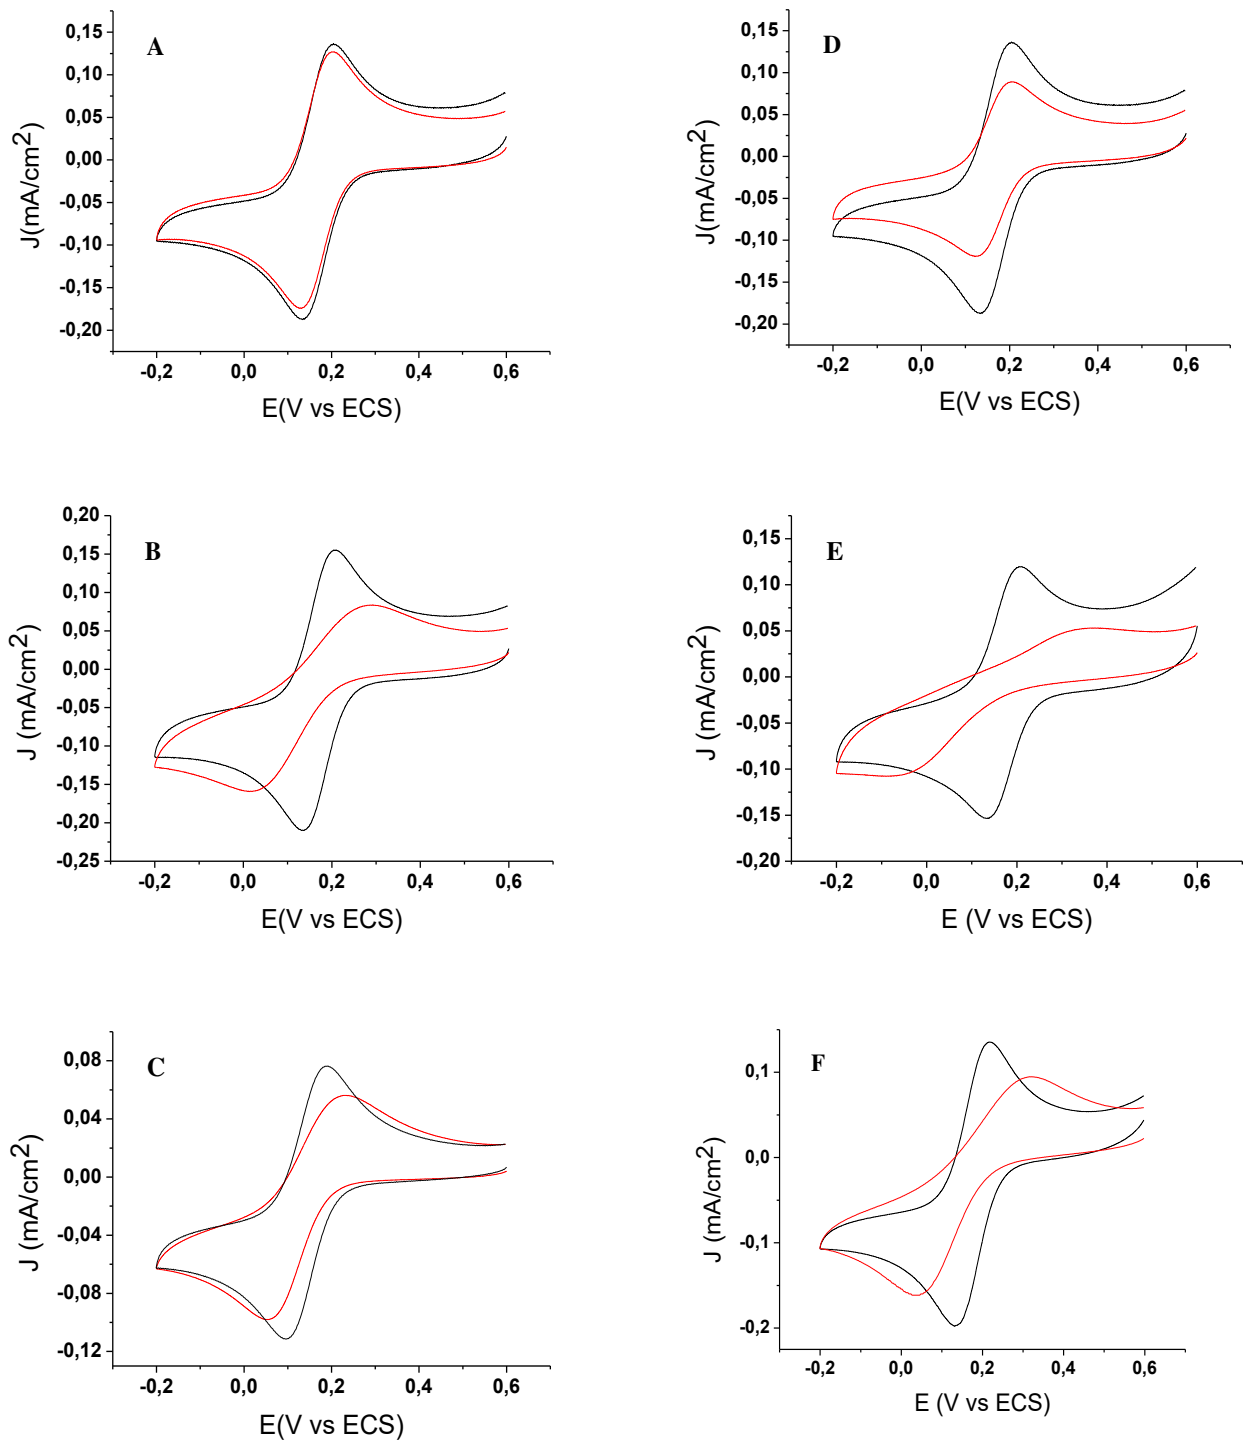 A
0,15
0,10
0,05
0,00
-0,05
-0,10
-0,15
-0,20
J(mA/cm2)
-0,2 0,0 0,2 0,4 0,6
E(V vs ECS)
D
0,15
0,10
0,05
0,00
-0,05
-0,10
-0,15
-0,20
J(mA/cm2)
-0,2 0,0 0,2 0,4 0,6
E(V vs ECS)
B
0,20
0,15
0,10
0,05
0,00
-0,05
-0,10
-0,15
-0,20
-0,25
J (mA/cm2)
-0,2 0,0 0,2 0,4 0,6
E(V vs ECS)
E
0,15
0,10
0,05
0,00
-0,05
-0,10
-0,15
-0,20
J (mA/cm2)
-0,2 0,0 0,2 0,4 0,6
E (V vs ECS)
C
0,08
0,04
0,00
-0,04
-0,08
-0,12
J (mA/cm2)
-0,2 0,0 0,2 0,4 0,6
E(V vs ECS)
F
0,1
0,0
-0,1
-0,2
J (mA/cm2)
-0,2 0,0 0,2 0,4 0,6
E (V vs ECS)